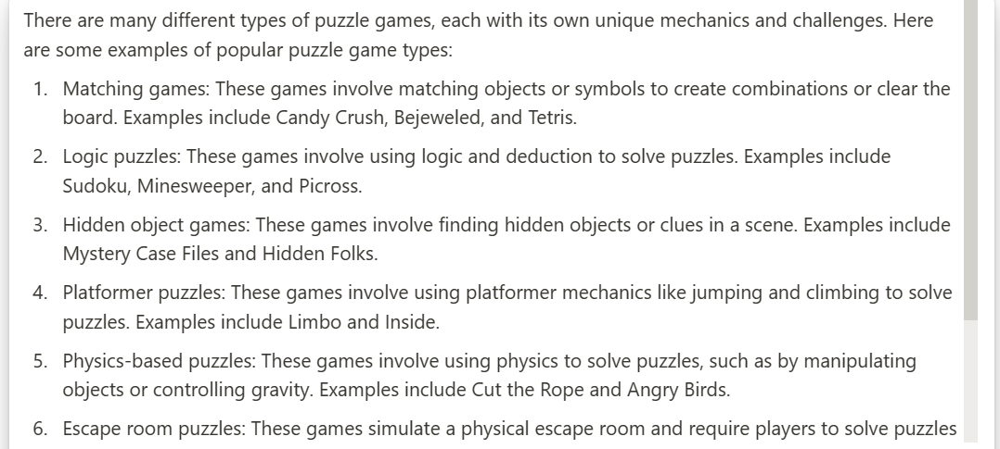 There are many different types of puzzle games, each with its own unique mechanics and challenges. Here
are some examples of popular puzzle game types:
1. Matching games: These games involve matching objects or symbols to create combinations or clear the
board. Examples include Candy Crush, Bejeweled, and Tetris.
2. Logic puzzles: These games involve using logic and deduction to solve puzzles. Examples include
Sudoku, Minesweeper, and Picross.
3. Hidden object games: These games involve finding hidden objects or clues in a scene. Examples include
Mystery Case Files and Hidden Folks.
4. Platformer puzzles: These games involve using platformer mechanics like jumping and climbing to solve
puzzles. Examples include Limbo and Inside.
5. Physics-based puzzles: These games involve using physics to solve puzzles, such as by manipulating
objects or controlling gravity. Examples include Cut the Rope and Angry Birds.
6. Escape room puzzles: These games simulate a physical escape room and require players to solve puzzles